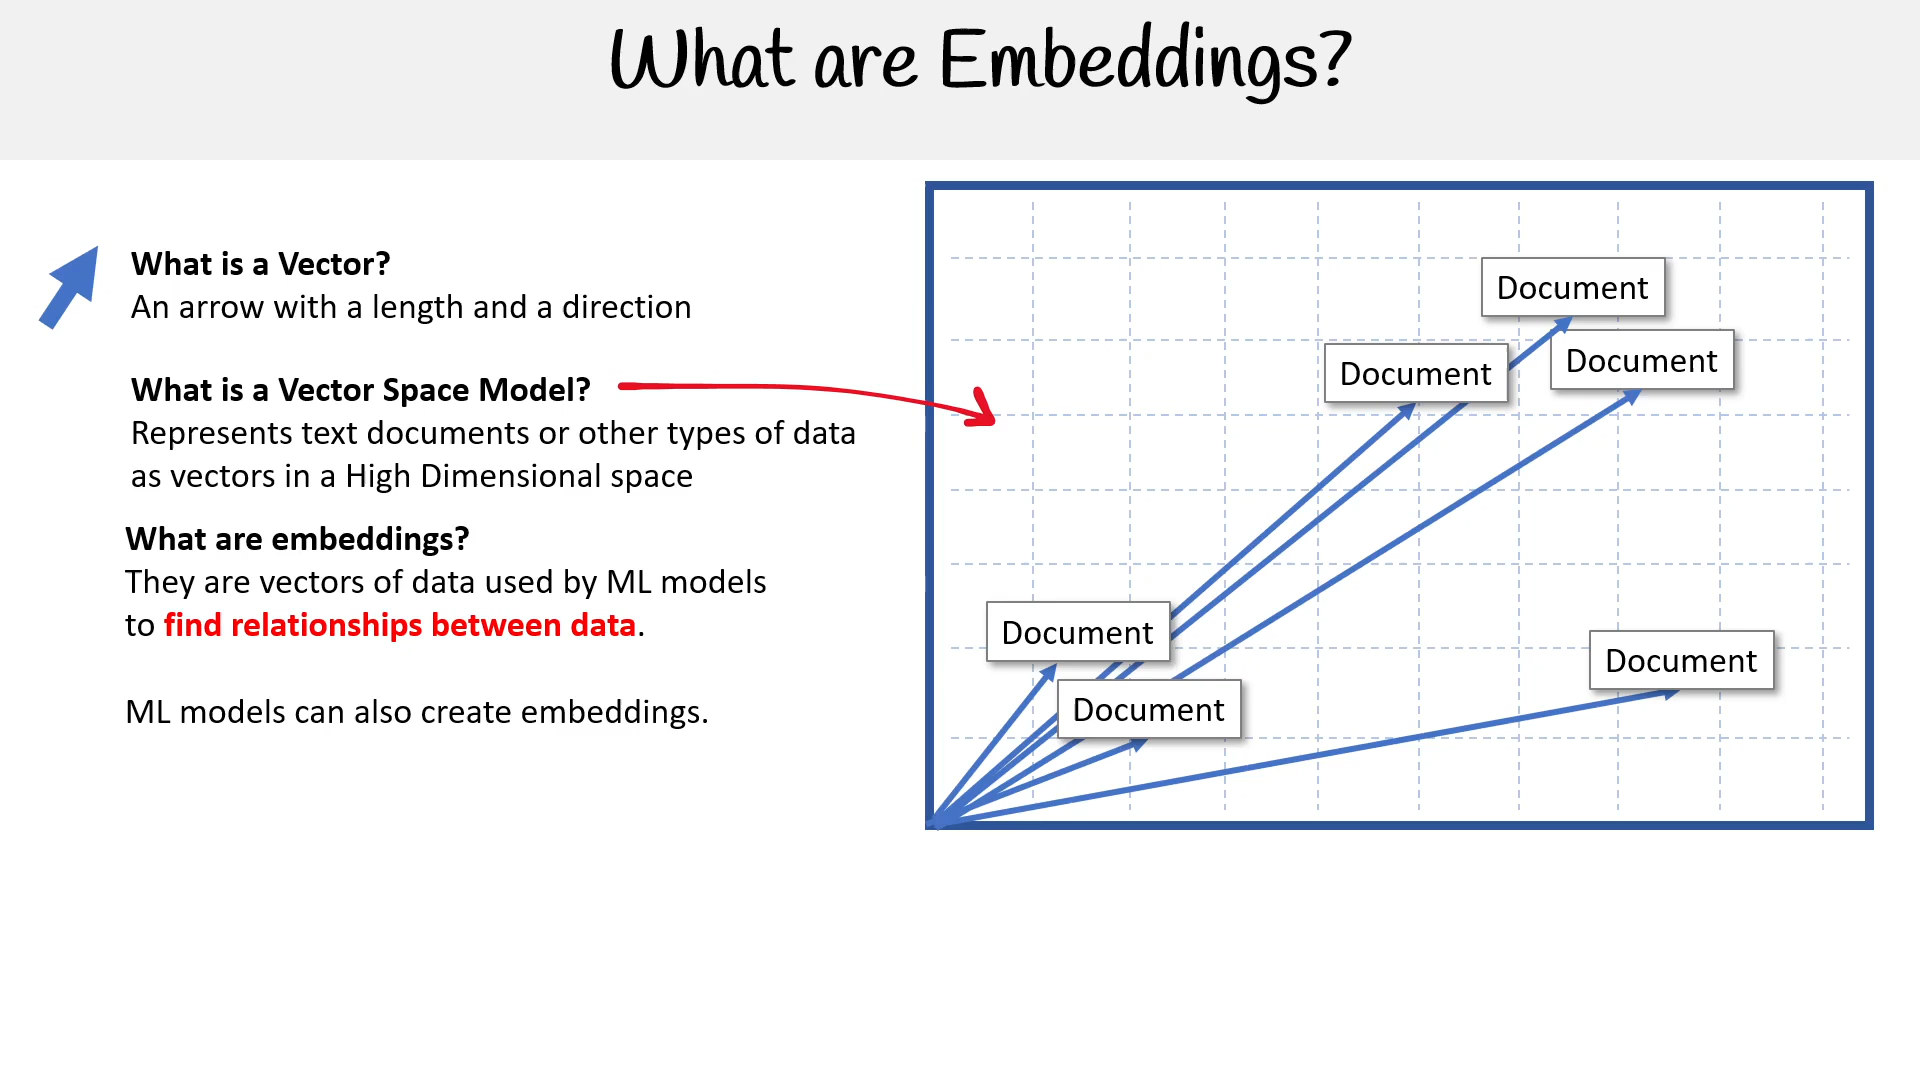 What are Embeddings?
What is a Vector?
An arrow with a length and a direction
What is a Vector Space Model?
Represents text documents or other types of data
as vectors in a High Dimensional space
What are embeddings?
They are vectors of data used by ML models
to find relationships between data.
ML models can also create embeddings.
Document
Document
Document
Document
Document
Document